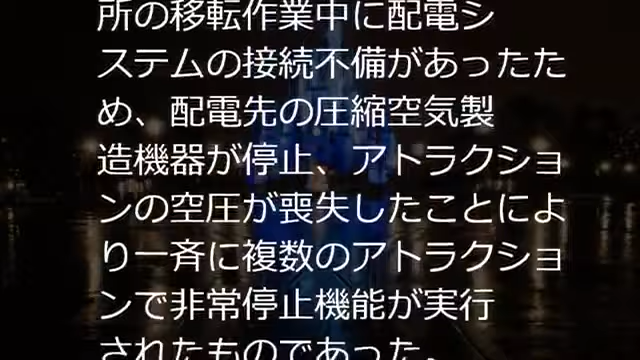 所の移転作業中に配電シ
ステムの接続不備があったた
め、配電先の圧縮空気製
造機器が停止、アトラクショ
ンの空圧が喪失したことによ
り一斉に複数のアトラクショ
ンで非常停止機能が実行
されたものであった。